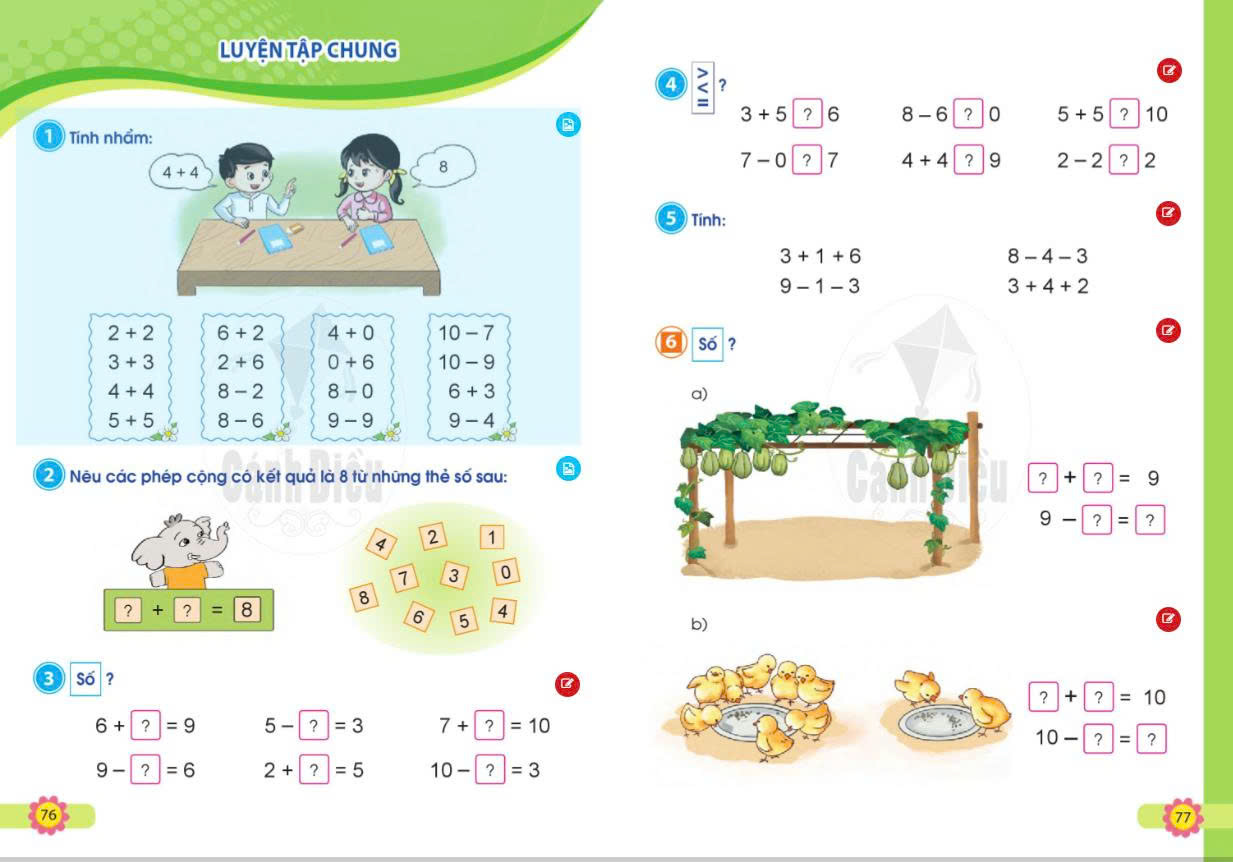 LUYỆN TẬP CHUNG
1 Tính nhẩm:
4 + 4
8
2 + 2
3 + 3
4 + 4
5 + 5
6 + 2
2 + 6
8 – 2
8 – 6
4 + 0
0 + 6
8 – 0
9 – 9
10 – 7
10 – 9
6 + 3
9 – 4
Cánh Diều
2 Nêu các phép cộng có kết quả là 8 từ những thẻ số sau:
? + ? = 8
4 2 1
7 3 0
8 6 5 4
3 Số ?
6 + ? = 9 5 – ? = 3 7 + ? = 10
9 – ? = 6 2 + ? = 5 10 – ? = 3
76
4 > < = ?
3 + 5 ? 6 8 – 6 ? 0 5 + 5 ? 10
7 – 0 ? 7 4 + 4 ? 9 2 – 2 ? 2
5 Tính:
3 + 1 + 6 8 – 4 – 3
9 – 1 – 3 3 + 4 + 2
6 Số ?
a)
Cánh Diều
? + ? = 9
9 – ? = ?
b)
? + ? = 10
10 – ? = ?
77